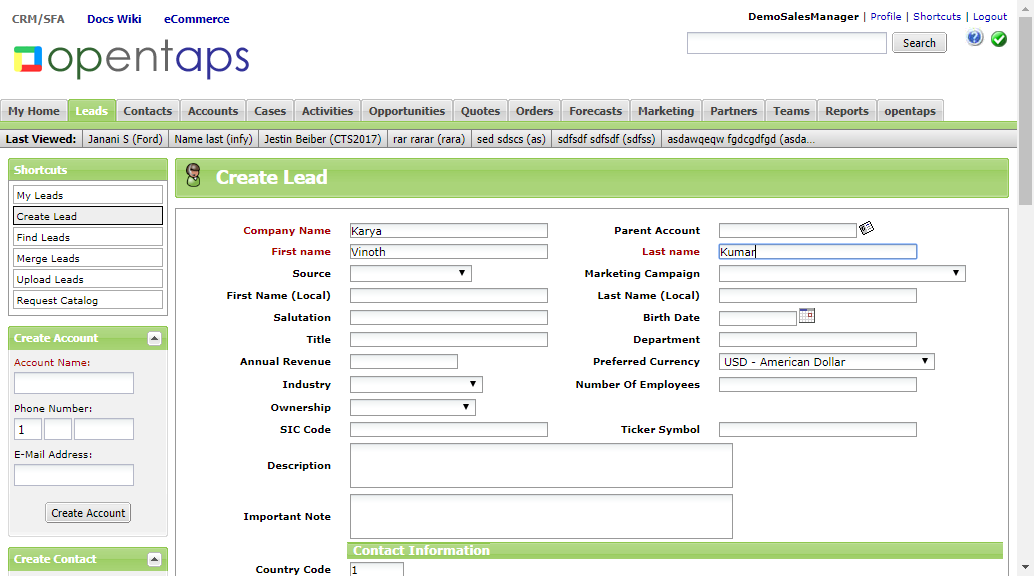 CRM/SFA Docs Wiki eCommerce
DemoSalesManager | Profile | Shortcuts | Logout
opentaps
Search
My Home Leads Contacts Accounts Cases Activities Opportunities Quotes Orders Forecasts Marketing Partners Teams Reports opentaps
Last Viewed: Janani S (Ford) Name last (infy) Jestin Beiber (CTS2017) rar rarar (rara) sed sdscs (as) sdfsdf sdfsdf (sdfss) asdawqeqw fgdcgdfgd (asda...
Shortcuts
My Leads
Create Lead
Find Leads
Merge Leads
Upload Leads
Request Catalog
Create Account
Account Name:
Phone Number:
1
E-Mail Address:
Create Account
Create Contact
Create Lead
Company Name Karya Parent Account
First name Vinoth Last name Kumar
Source Marketing Campaign
First Name (Local) Last Name (Local)
Salutation Birth Date
Title Department
Annual Revenue Preferred Currency USD - American Dollar
Industry Number Of Employees
Ownership
SIC Code Ticker Symbol
Description
Important Note
Contact Information
Country Code 1